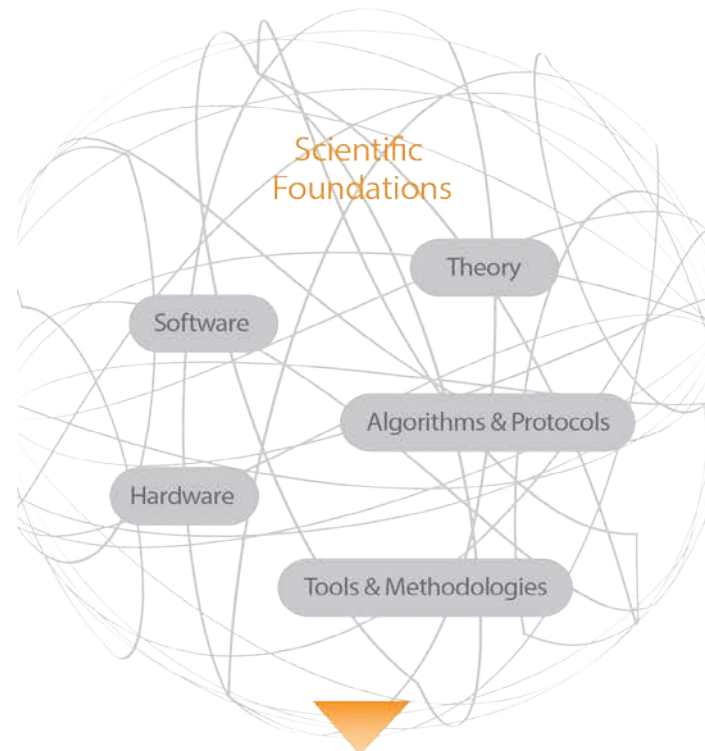 Scientific
Foundations
Theory
Software
Algorithms & Protocols
Hardware
Tools & Methodologies